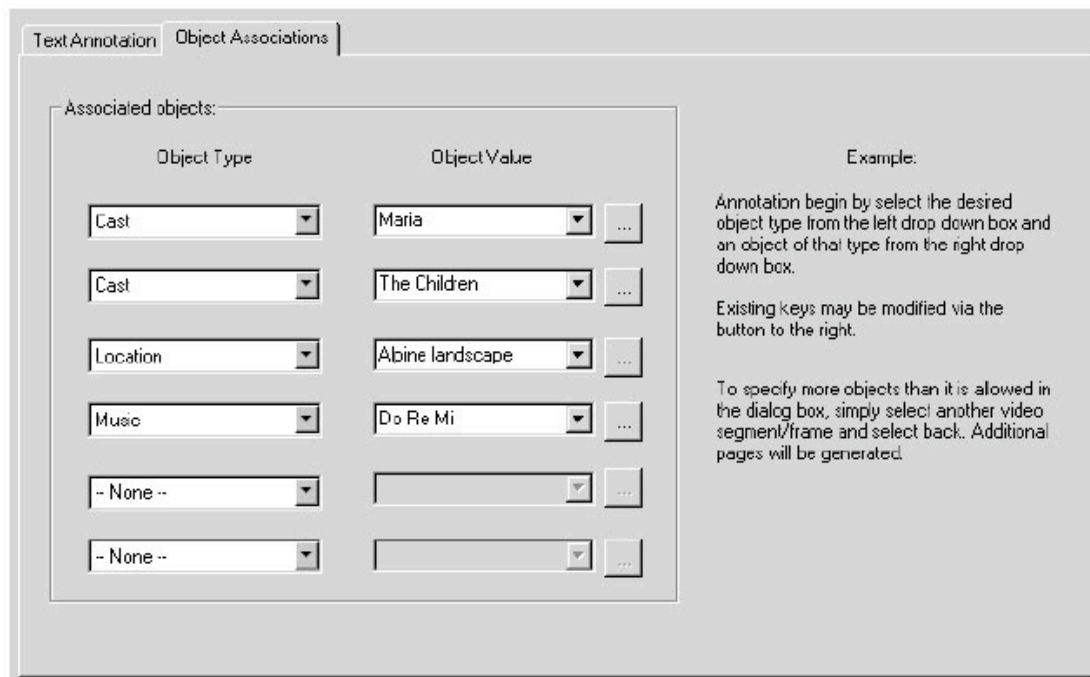 Text Annotation
Object Associations
Associated objects:
Object Type
Object Value
Cast
Maria
...
Cast
The Children
...
Location
Alpine landscape
...
Music
Do Re Mi
...
-- None --
...
-- None --
...
Example:
Annotation begin by select the desired
object type from the left drop down box and
an object of that type from the right drop
down box.
Existing keys may be modified via the
button to the right.
To specify more objects than it is allowed in
the dialog box, simply select another video
segment/frame and select back. Additional
pages will be generated.